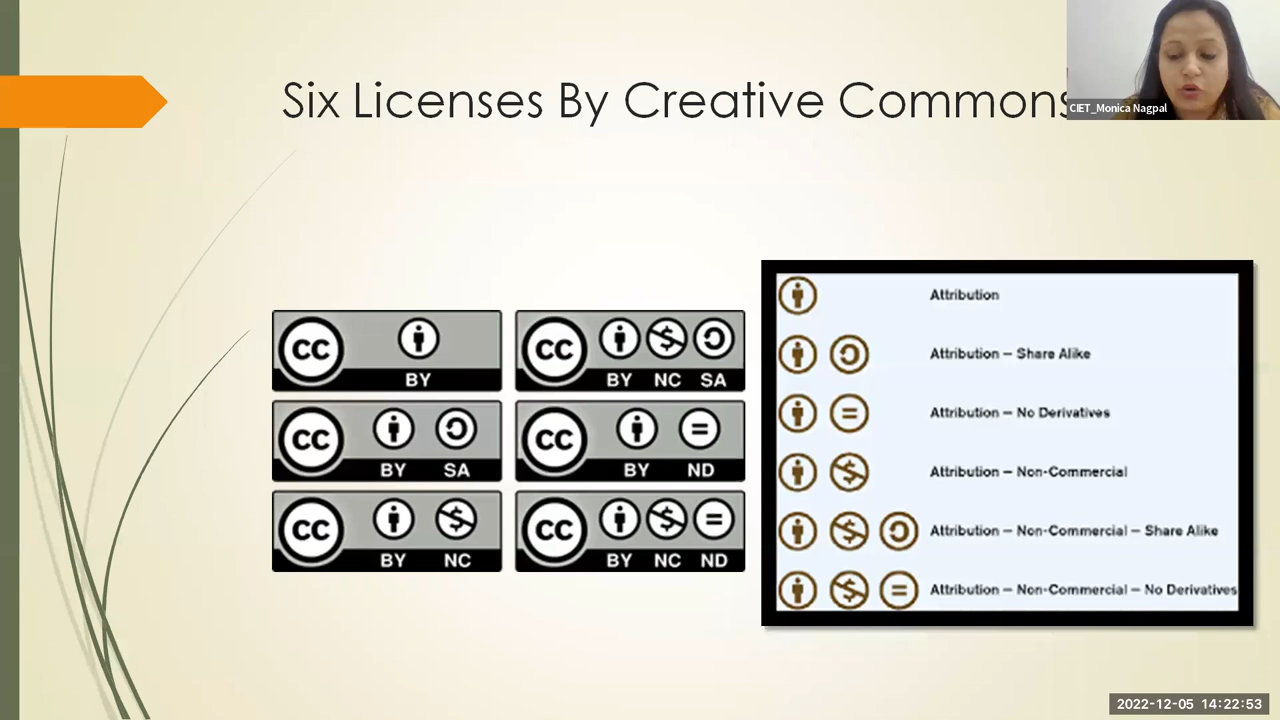 Six Licenses By Creative Commons
CIET_Monica Nagpal
CC
BY
CC
BY NC SA
CC
BY SA
CC
BY ND
CC
BY NC
CC
BY NC ND
Attribution
Attribution – Share Alike
Attribution – No Derivatives
Attribution – Non-Commercial
Attribution – Non-Commercial – Share Alike
Attribution – Non-Commercial – No Derivatives
2022-12-05 14:22:53